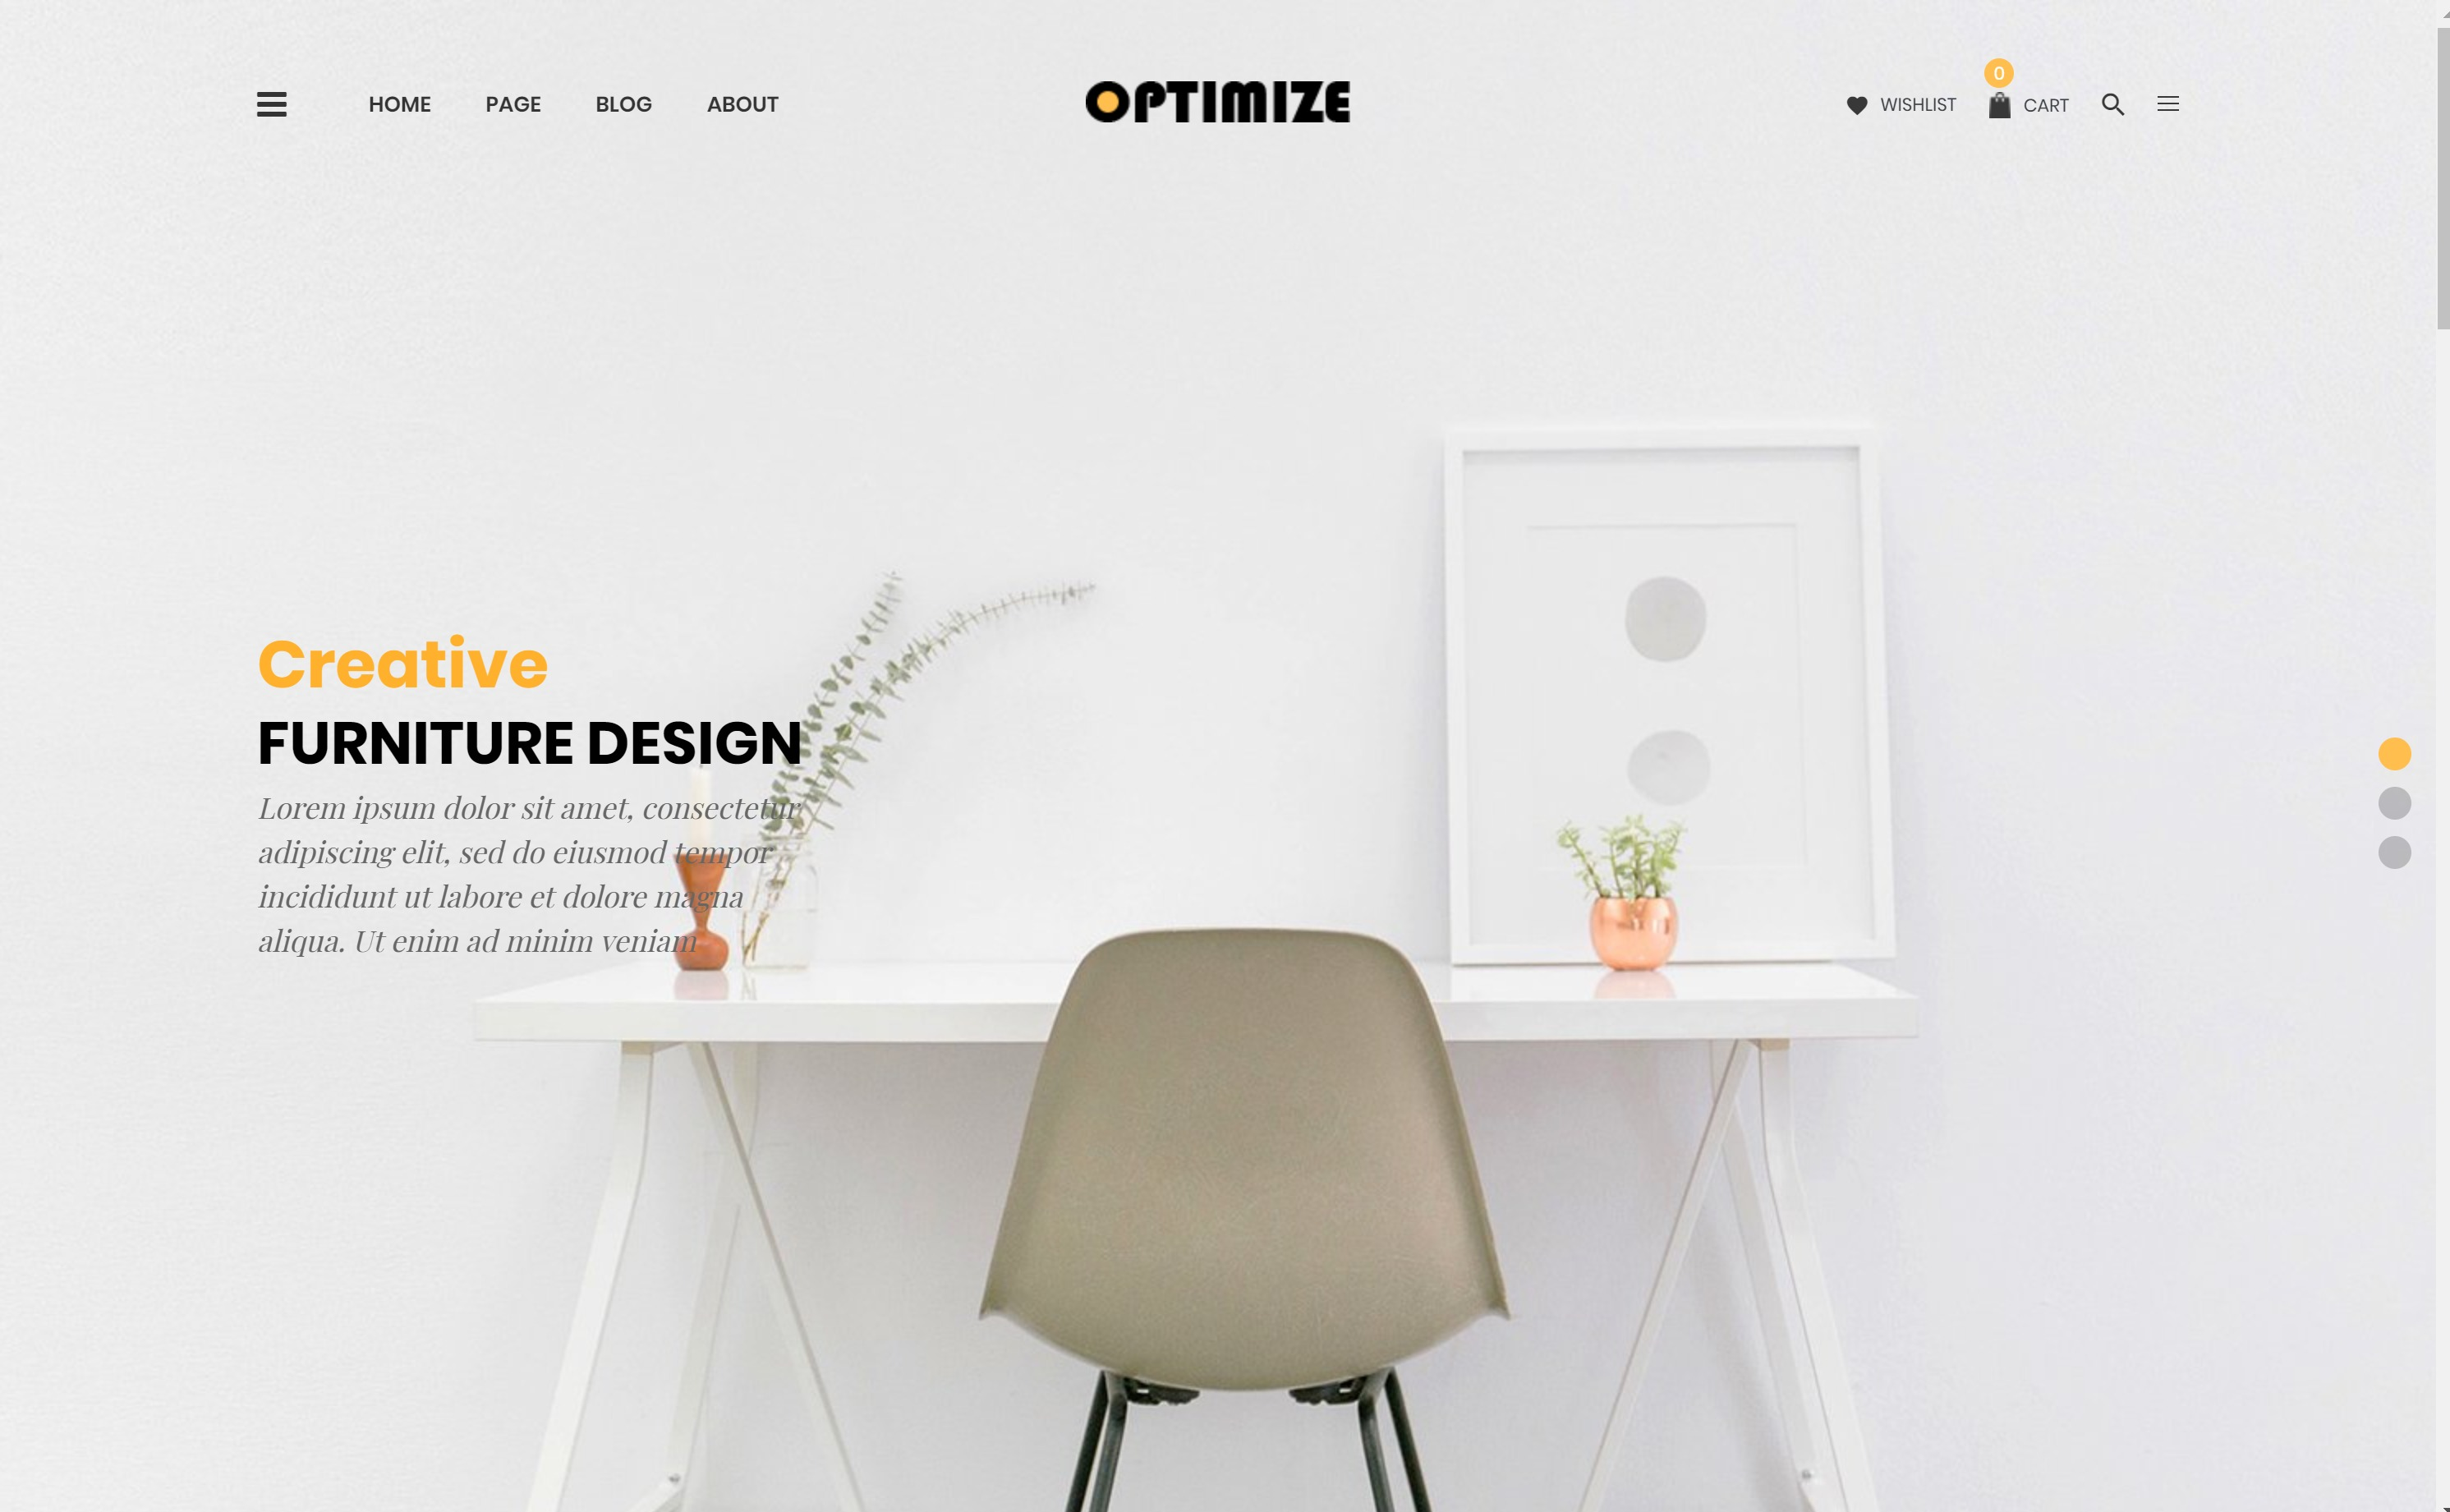 HOME PAGE BLOG ABOUT
OPTIMIZE
WISHLIST
0
CART
Creative
FURNITURE DESIGN
Lorem ipsum dolor sit amet, consectetur
adipiscing elit, sed do eiusmod tempor
incididunt ut labore et dolore magna
aliqua. Ut enim ad minim veniam